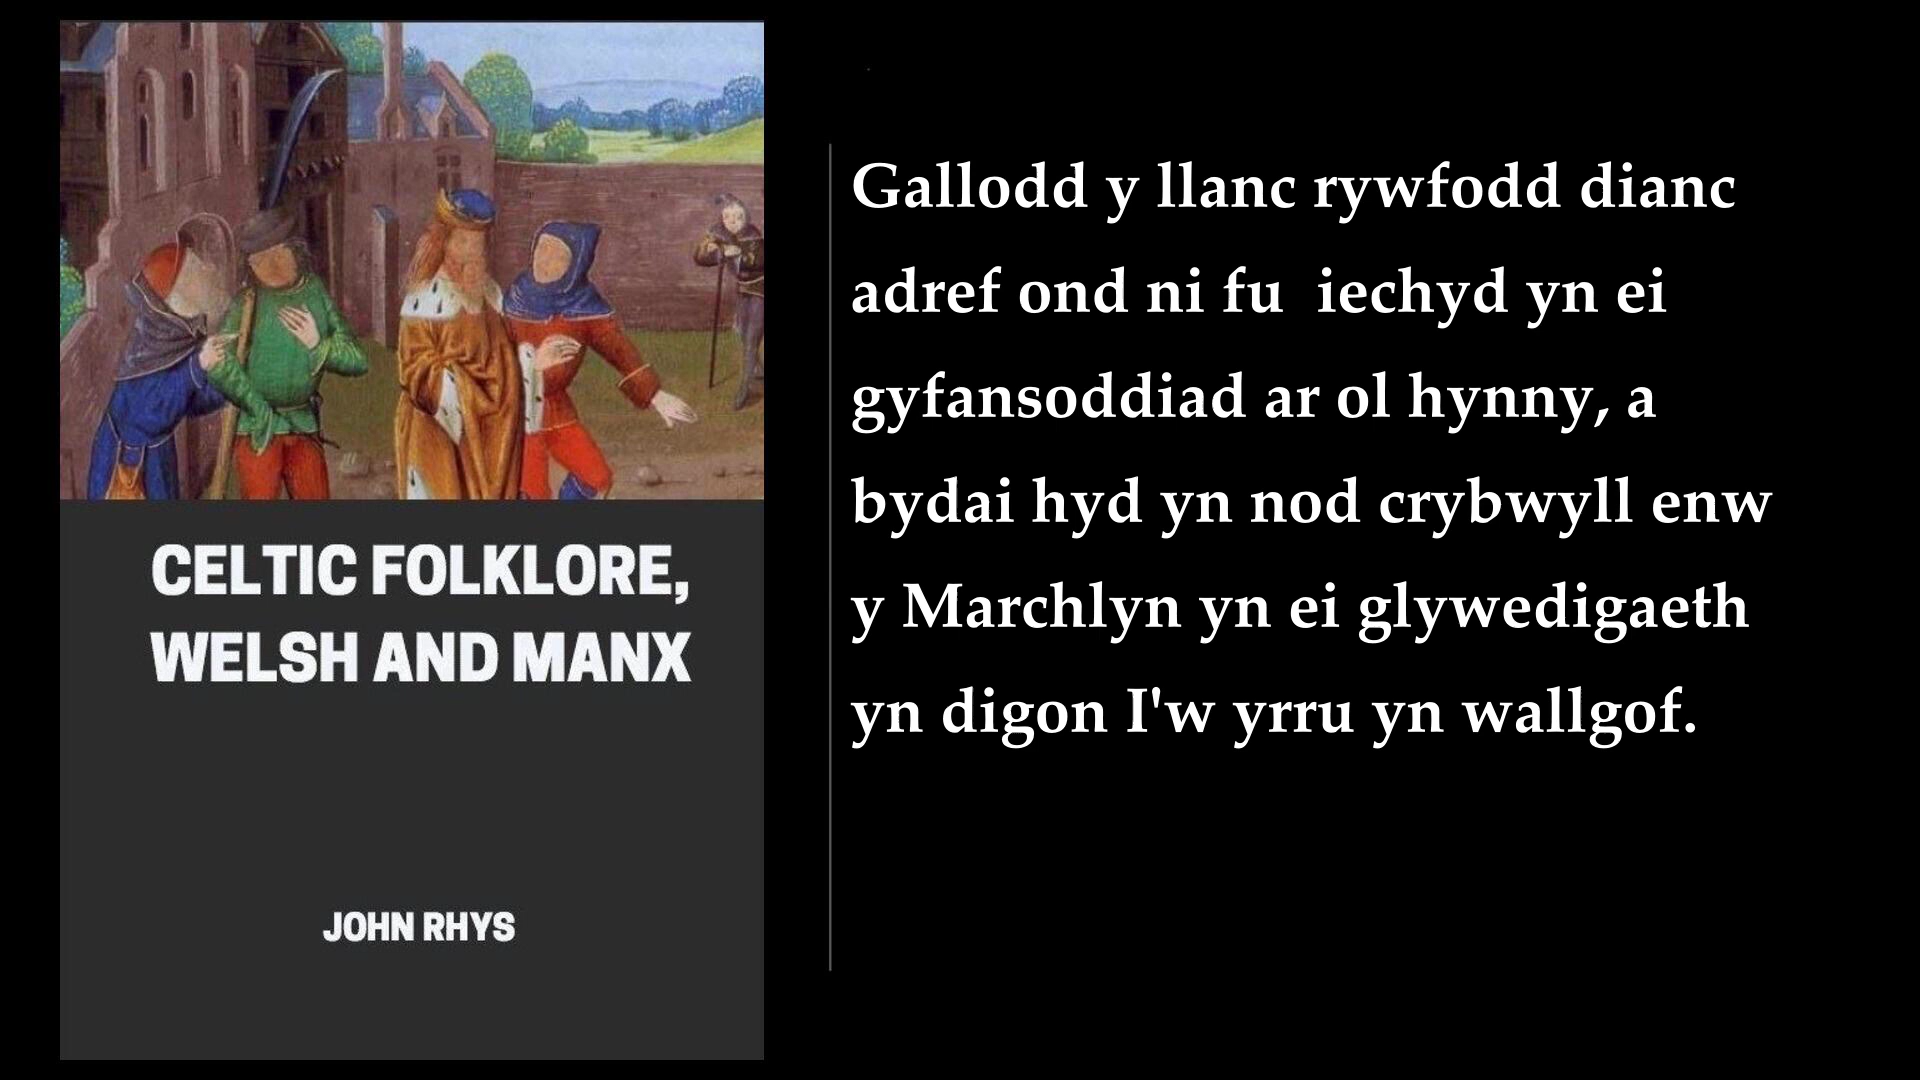 CELTIC FOLKLORE,
WELSH AND MANX
JOHN RHYS
Gallodd y llanc rywfodd dianc
adref ond ni fu  iechyd yn ei
gyfansoddiad ar ol hynny, a
bydai hyd yn nod crybwyll enw
y Marchlyn yn ei glywedigaeth
yn digon I'w yrru yn wallgof.